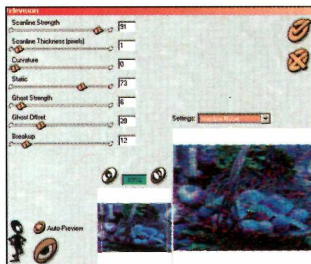 Television
Scanline Strength
91
Scanline Thickness (pixels)
1
Curvature
0
Static
73
Ghost Strength
6
Ghost Offset
28
Breakup
12
Settings:
Auto-Preview